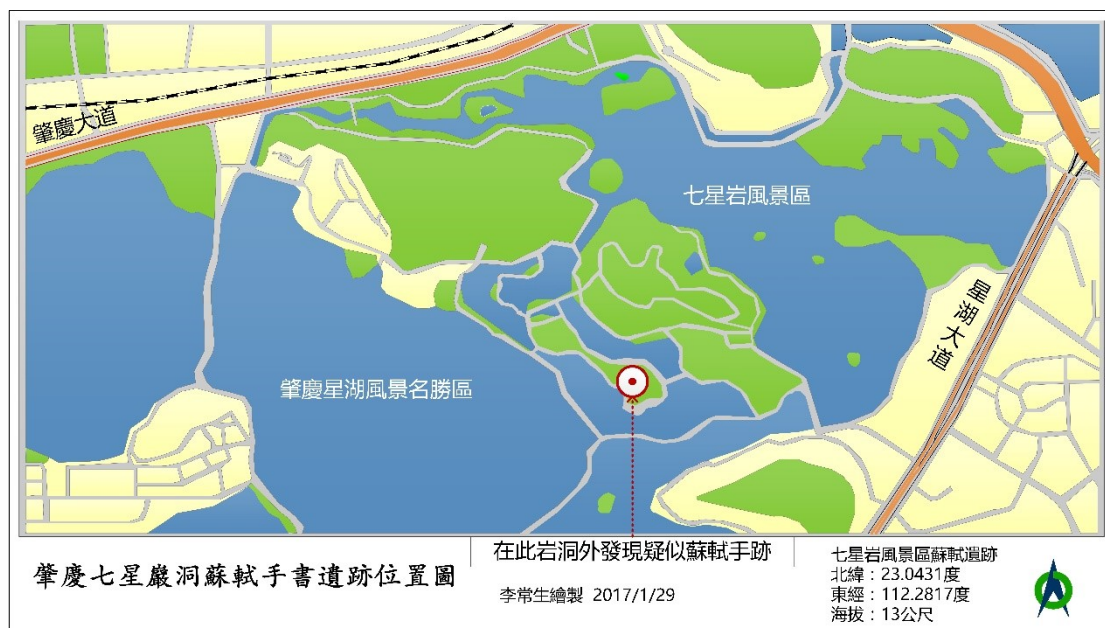 肇慶大道
七星岩風景區
星湖大道
肇慶星湖風景名勝區
在此岩洞外發現疑似蘇軾手跡
肇慶七星巖洞蘇軾手書遺跡位置圖
李常生繪製 2017/1/29
七星岩風景區蘇軾遺跡
北緯：23.0431度
東經：112.2817度
海拔：13公尺